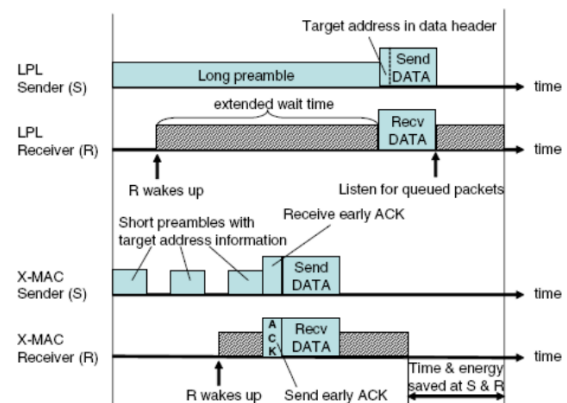 Target address in data header
LPL
Sender (S)
Long preamble
Send
DATA
time
extended wait time
LPL
Receiver (R)
Recv
DATA
time
R wakes up
Listen for queued packets
Short preambles with
target address information
Receive early ACK
X-MAC
Sender (S)
Send
DATA
time
X-MAC
Receiver (R)
A
C
K
Recv
DATA
time
R wakes up
Send early ACK
Time & energy
saved at S & R